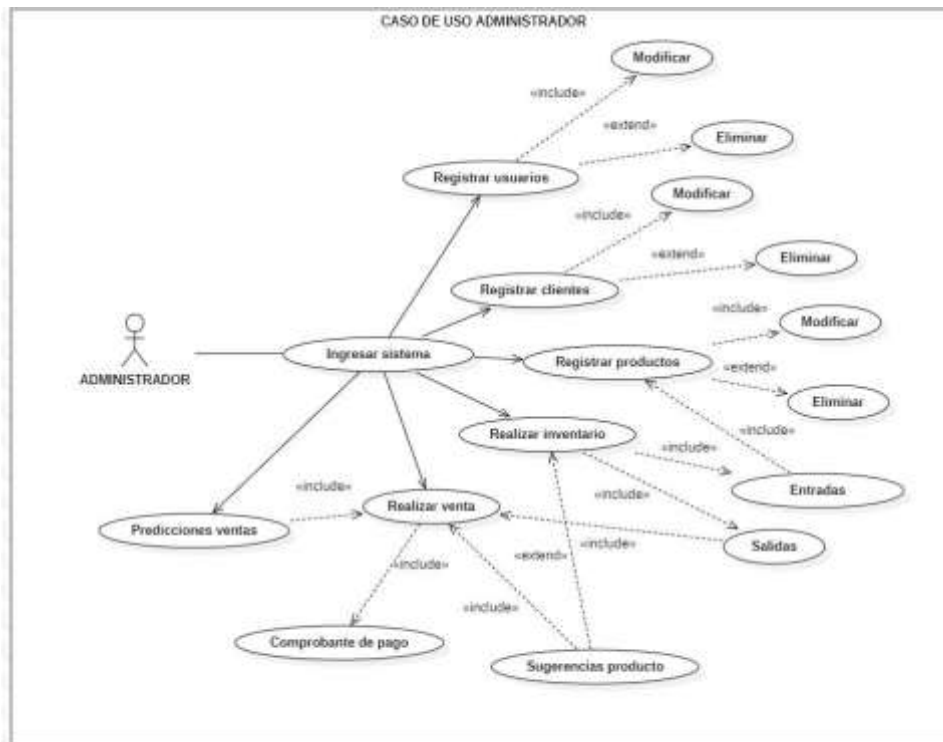 CASO DE USO ADMINISTRADOR
Modificar
«include»
«extend»
Eliminar
Registrar usuarios
Modificar
«include»
«extend»
Eliminar
Registrar clientes
«include»
Modificar
ADMINISTRADOR
Ingresar sistema
Registrar productos
«extend»
Eliminar
«include»
Realizar inventario
«include»
Entradas
«include»
«include»
Realizar venta
Predicciones ventas
«include»
Salidas
«extend»
«include»
«include»
Comprobante de pago
Sugerencias producto